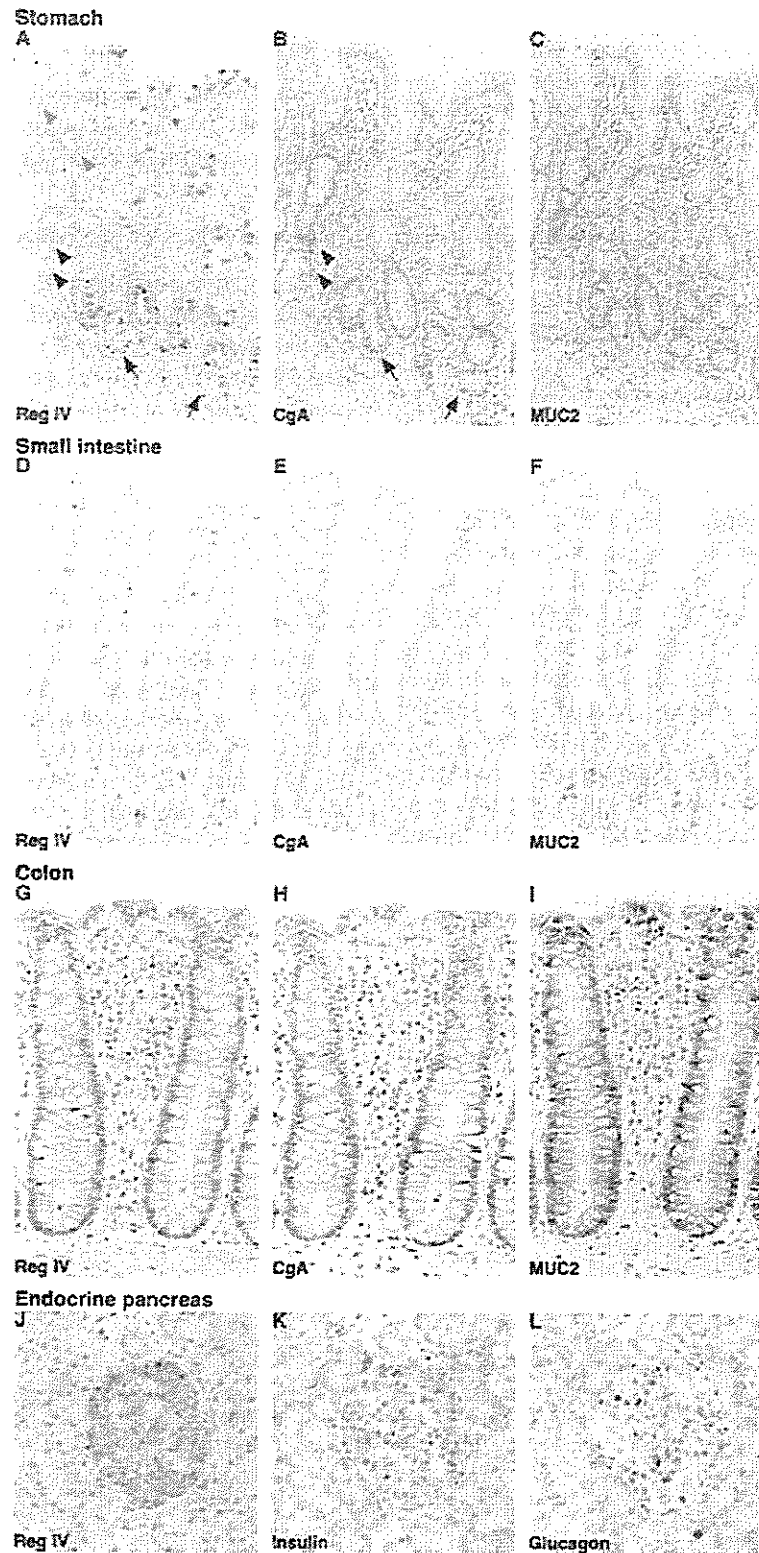 Stomach
A B C
Reg IV CgA MUC2
Small intestine
D E F
Reg IV CgA MUC2
Colon
G H I
Reg IV CgA MUC2
Endocrine pancreas
J K L
Reg IV Insulin Glucagon